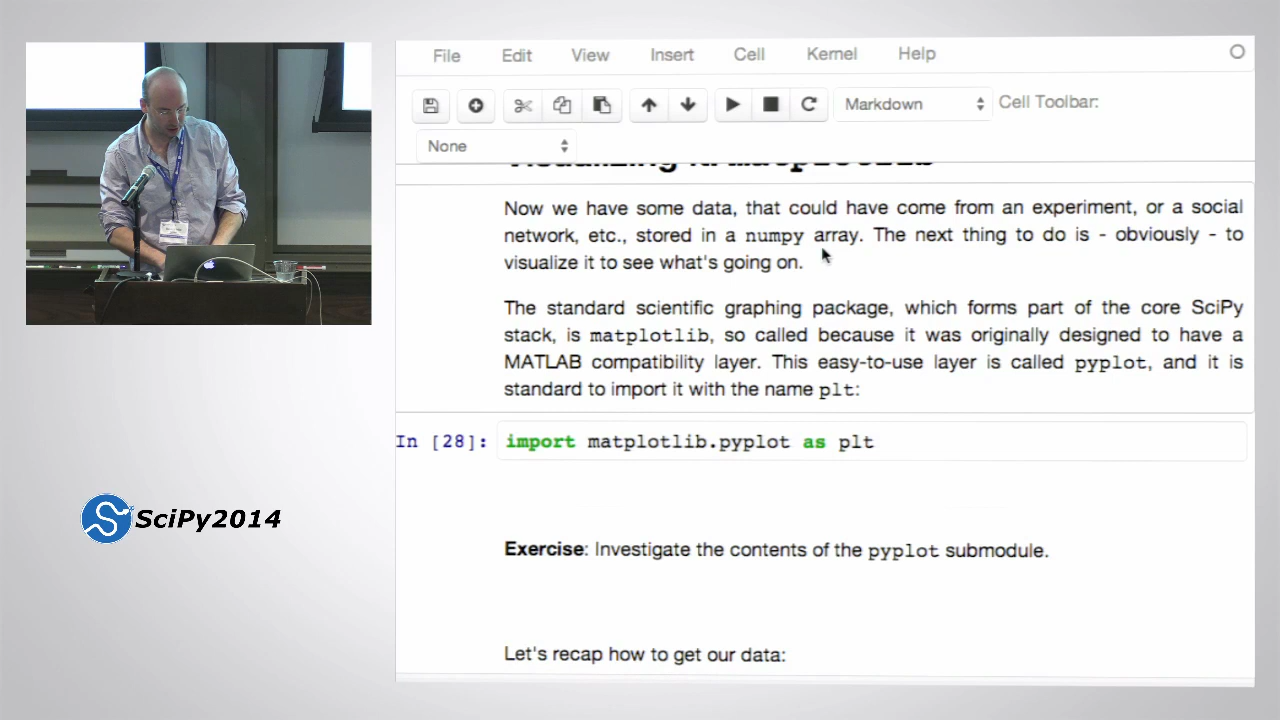 File Edit View Insert Cell Kernel Help
Markdown Cell Toolbar:
None
Now we have some data, that could have come from an experiment, or a social
network, etc., stored in a numpy array. The next thing to do is - obviously - to
visualize it to see what's going on.
The standard scientific graphing package, which forms part of the core SciPy
stack, is matplotlib, so called because it was originally designed to have a
MATLAB compatibility layer. This easy-to-use layer is called pyplot, and it is
standard to import it with the name plt:
In [28]: import matplotlib.pyplot as plt
Exercise: Investigate the contents of the pyplot submodule.
Let's recap how to get our data:
SciPy2014